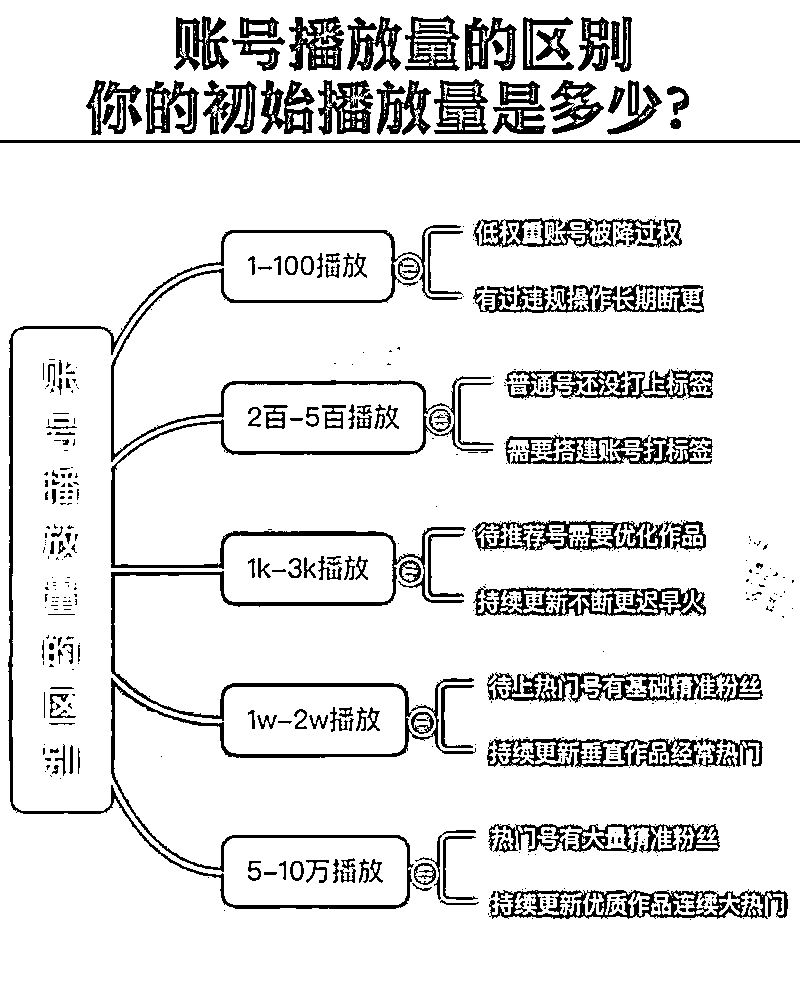 账号播放量的区别
你的初始播放量是多少?
账号播放量的区别
1-100播放
低权重账号被降过权
有过违规操作长期断更
2百-5百播放
普通号还没打上标签
需要搭建账号打标签
1k-3k播放
待推荐号需要优化作品
持续更新不断更迟早火
1w-2w播放
待上热门号有基础精准粉丝
持续更新垂直作品经常热门
5-10万播放
热门号有大量精准粉丝
持续更新优质作品连续大热门